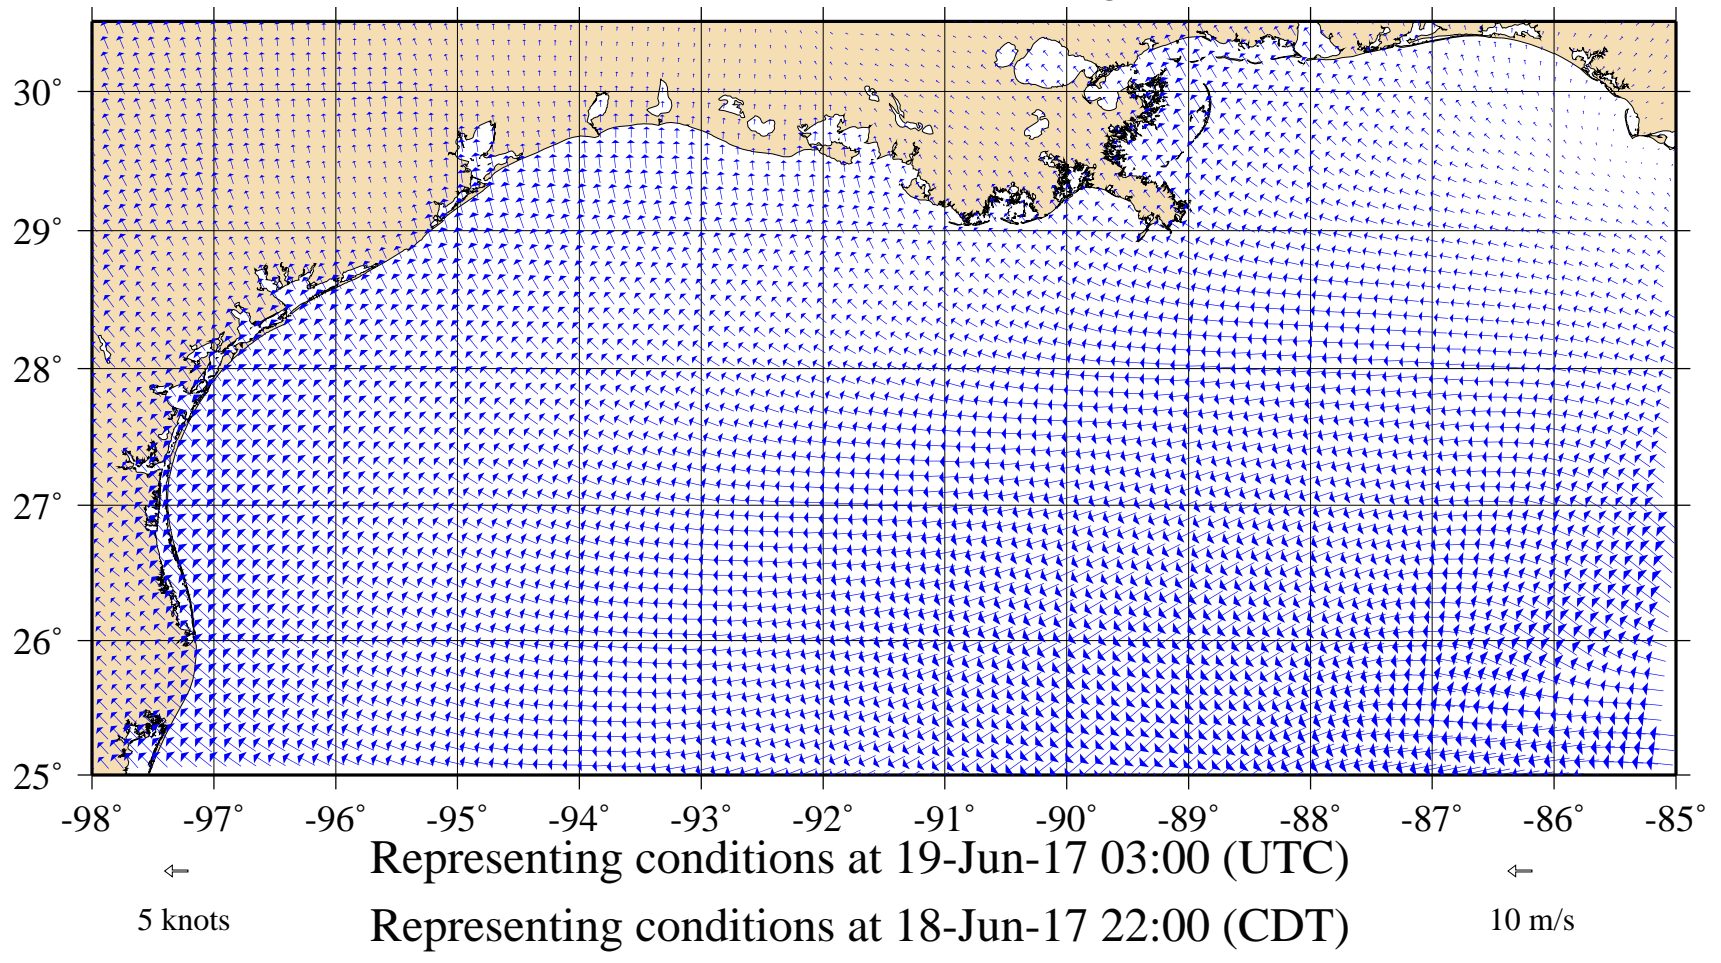 30°
29°
28°
27°
26°
25°
-98° -97° -96° -95° -94° -93° -92° -91° -90° -89° -88° -87° -86° -85°
Representing conditions at 19-Jun-17 03:00 (UTC)
5 knots
10 m/s
Representing conditions at 18-Jun-17 22:00 (CDT)